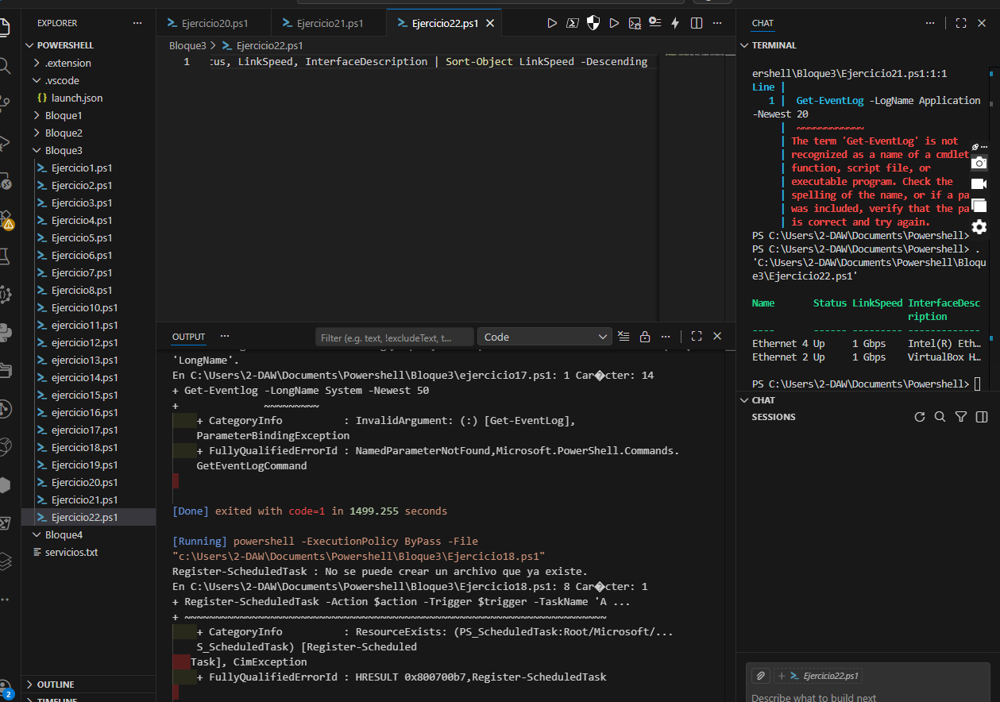 EXPLORER
···
POWERSHELL
.extension
.vscode
{} launch.json
Bloque1
Bloque2
Bloque3
Ejercicio1.ps1
Ejercicio2.ps1
Ejercicio3.ps1
Ejercicio4.ps1
Ejercicio5.ps1
Ejercicio6.ps1
Ejercicio7.ps1
Ejercicio8.ps1
Ejercicio10.ps1
ejercicio11.ps1
ejercicio12.ps1
ejercicio13.ps1
ejercicio14.ps1
ejercicio15.ps1
ejercicio16.ps1
ejercicio17.ps1
Ejercicio18.ps1
Ejercicio19.ps1
Ejercicio20.ps1
Ejercicio21.ps1
Ejercicio22.ps1
Bloque4
servicios.txt
OUTLINE
TIMELINE
2
Ejercicio20.ps1
Ejercicio21.ps1
Ejercicio22.ps1
Bloque3 > Ejercicio22.ps1
1 tus, LinkSpeed, InterfaceDescription | Sort-Object LinkSpeed -Descending
OUTPUT
···
Filter (e.g. text, !excludeText, t...
Code
'LongName'.
En C:\Users\2-DAW\Documents\Powershell\Bloque3\ejercicio17.ps1: 1 Car�cter: 14
+ Get-Eventlog -LongName System -Newest 50
+              ~~~~~~~~~
+ CategoryInfo          : InvalidArgument: (:) [Get-EventLog],
ParameterBindingException
+ FullyQualifiedErrorId : NamedParameterNotFound,Microsoft.PowerShell.Commands.
GetEventLogCommand
[Done] exited with code=1 in 1499.255 seconds
[Running] powershell -ExecutionPolicy ByPass -File
"c:\Users\2-DAW\Documents\Powershell\Bloque3\Ejercicio18.ps1"
Register-ScheduledTask : No se puede crear un archivo que ya existe.
En C:\Users\2-DAW\Documents\Powershell\Bloque3\Ejercicio18.ps1: 8 Car�cter: 1
+ Register-ScheduledTask -Action $action -Trigger $trigger -TaskName 'A ...
+ ~~~~~~~~~~~~~~~~~~~~~~~~~~~~~~~~~~~~~~~~~~~~~~~~~~~~~~~~~~~~~~~~~~~~
+ CategoryInfo          : ResourceExists: (PS_ScheduledTask:Root/Microsoft/...
S_ScheduledTask) [Register-Scheduled
Task], CimException
+ FullyQualifiedErrorId : HRESULT 0x800700b7,Register-ScheduledTask
CHAT
TERMINAL
ershell\Bloque3\Ejercicio21.ps1:1:1
Line |
1 |  Get-EventLog -LogName Application
-Newest 20
|  ~~~~~~~~~~~~
| The term 'Get-EventLog' is not
| recognized as a name of a cmdlet
| function, script file, or
| executable program. Check the
| spelling of the name, or if a pa
| was included, verify that the pa
| is correct and try again.
PS C:\Users\2-DAW\Documents\Powershell>
PS C:\Users\2-DAW\Documents\Powershell> .
'C:\Users\2-DAW\Documents\Powershell\Bloqu
e3\Ejercicio22.ps1'
Name       Status LinkSpeed InterfaceDesc
ription
----       ------ --------- -------------
Ethernet 4 Up     1 Gbps    Intel(R) Eth…
Ethernet 2 Up     1 Gbps    VirtualBox H…
PS C:\Users\2-DAW\Documents\Powershell>
CHAT
SESSIONS
+ Ejercicio22.ps1
Describe what to build next